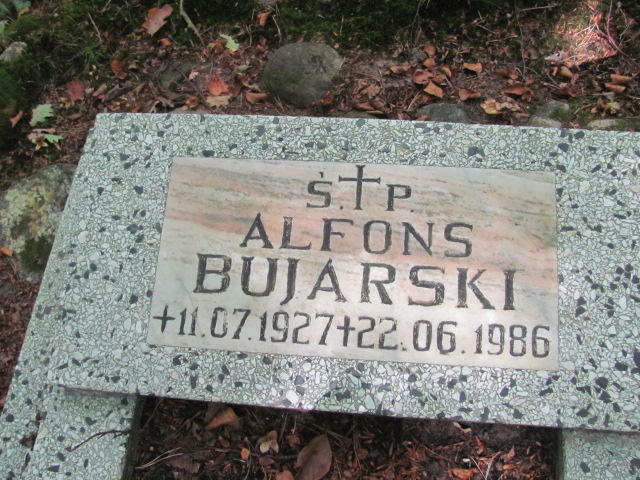 Ś.†P.
ALFONS
BUJARSKI
+11.07.1927+22.06.1986